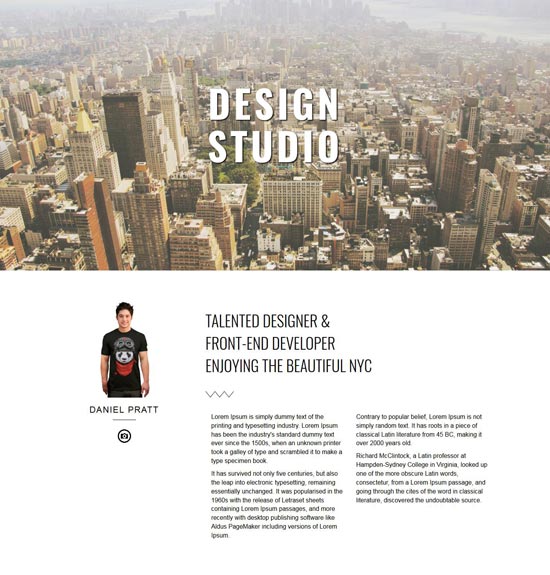 DESIGN
STUDIO
TALENTED DESIGNER &
FRONT-END DEVELOPER
ENJOYING THE BEAUTIFUL NYC
DANIEL PRATT
Lorem Ipsum is simply dummy text of the
printing and typesetting industry. Lorem Ipsum
has been the industry's standard dummy text
ever since the 1500s, when an unknown printer
took a galley of type and scrambled it to make a
type specimen book.
It has survived not only five centuries, but also
the leap into electronic typesetting, remaining
essentially unchanged. It was popularised in the
1960s with the release of Letraset sheets
containing Lorem Ipsum passages, and more
recently with desktop publishing software like
Aldus PageMaker including versions of Lorem
Ipsum.
Contrary to popular belief, Lorem Ipsum is not
simply random text. It has roots in a piece of
classical Latin literature from 45 BC, making it
over 2000 years old.
Richard McClintock, a Latin professor at
Hampden-Sydney College in Virginia, looked up
one of the more obscure Latin words,
consectetur, from a Lorem Ipsum passage, and
going through the cites of the word in classical
literature, discovered the undoubtable source.